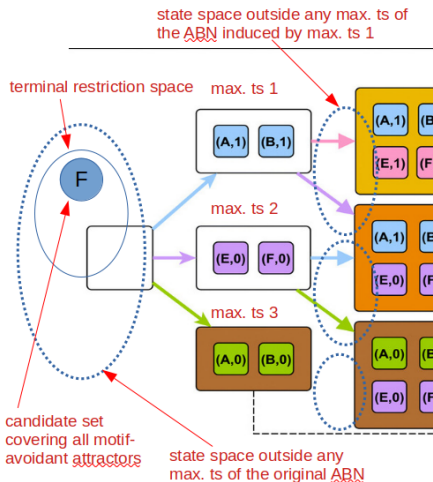 state space outside any max. ts of
the ABN induced by max. ts 1
terminal restriction space
max. ts 1
(A,1) (B,1)
(A,1)
(E,1)
F
max. ts 2
(E,0) (F,0)
(A,1)
(E,0)
max. ts 3
(A,0) (B,0)
(A,0)
(E,0)
candidate set
covering all motif-
avoidant attractors
state space outside any
max. ts of the original ABN